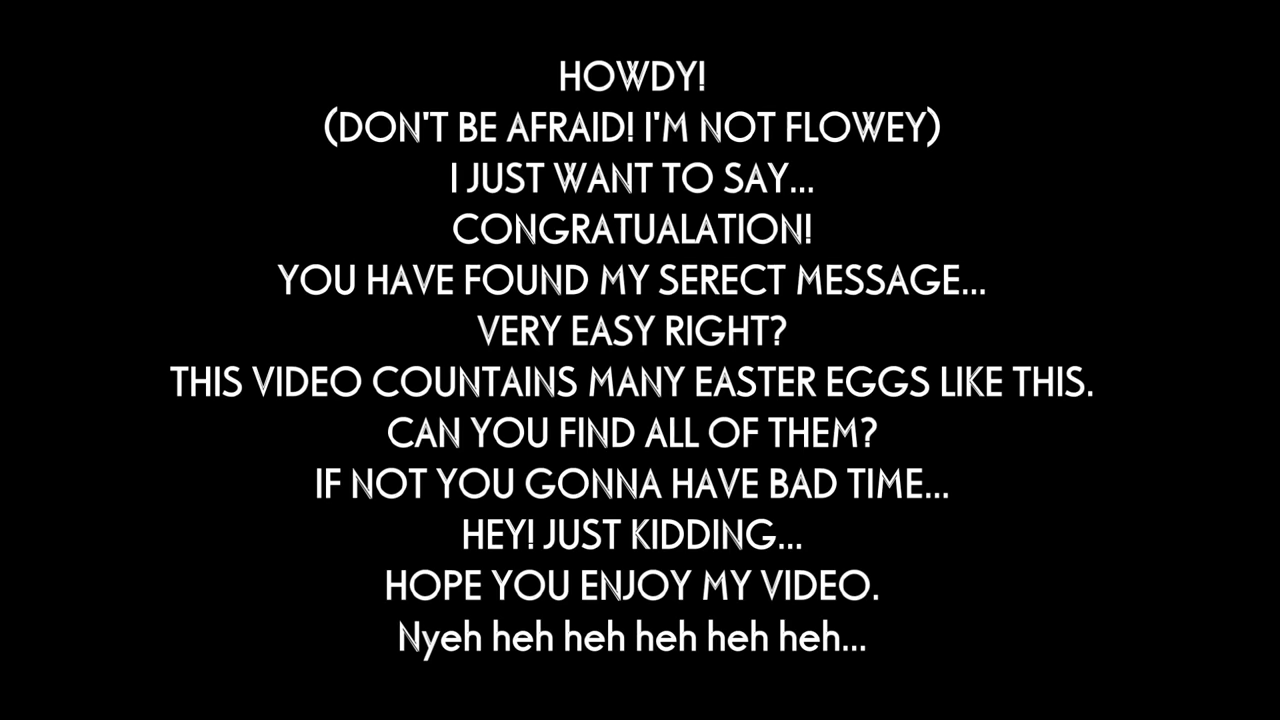 HOWDY!
(DON'T BE AFRAID! I'M NOT FLOWEY)
I JUST WANT TO SAY...
CONGRATUALATION!
YOU HAVE FOUND MY SERECT MESSAGE...
VERY EASY RIGHT?
THIS VIDEO COUNTAINS MANY EASTER EGGS LIKE THIS.
CAN YOU FIND ALL OF THEM?
IF NOT YOU GONNA HAVE BAD TIME...
HEY! JUST KIDDING...
HOPE YOU ENJOY MY VIDEO.
Nyeh heh heh heh heh heh...